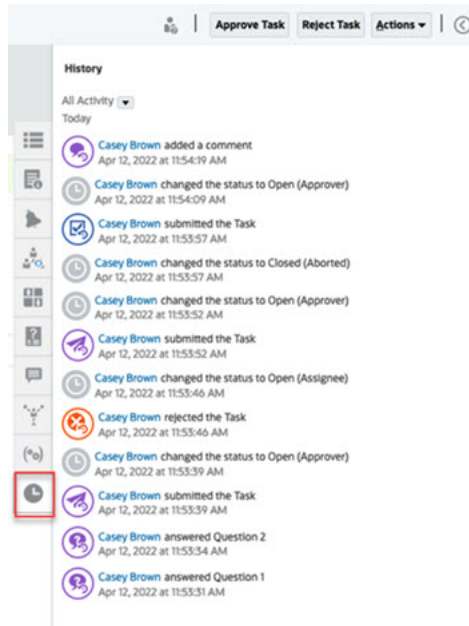 Approve Task Reject Task Actions
History
All Activity
Today
Casey Brown added a comment
Apr 12, 2022 at 11:54:19 AM
Casey Brown changed the status to Open (Approver)
Apr 12, 2022 at 11:54:09 AM
Casey Brown submitted the Task
Apr 12, 2022 at 11:53:57 AM
Casey Brown changed the status to Closed (Aborted)
Apr 12, 2022 at 11:53:57 AM
Casey Brown changed the status to Open (Approver)
Apr 12, 2022 at 11:53:52 AM
Casey Brown submitted the Task
Apr 12, 2022 at 11:53:52 AM
Casey Brown changed the status to Open (Assignee)
Apr 12, 2022 at 11:53:46 AM
Casey Brown rejected the Task
Apr 12, 2022 at 11:53:46 AM
Casey Brown changed the status to Open (Approver)
Apr 12, 2022 at 11:53:39 AM
Casey Brown submitted the Task
Apr 12, 2022 at 11:53:39 AM
Casey Brown answered Question 2
Apr 12, 2022 at 11:53:34 AM
Casey Brown answered Question 1
Apr 12, 2022 at 11:53:31 AM